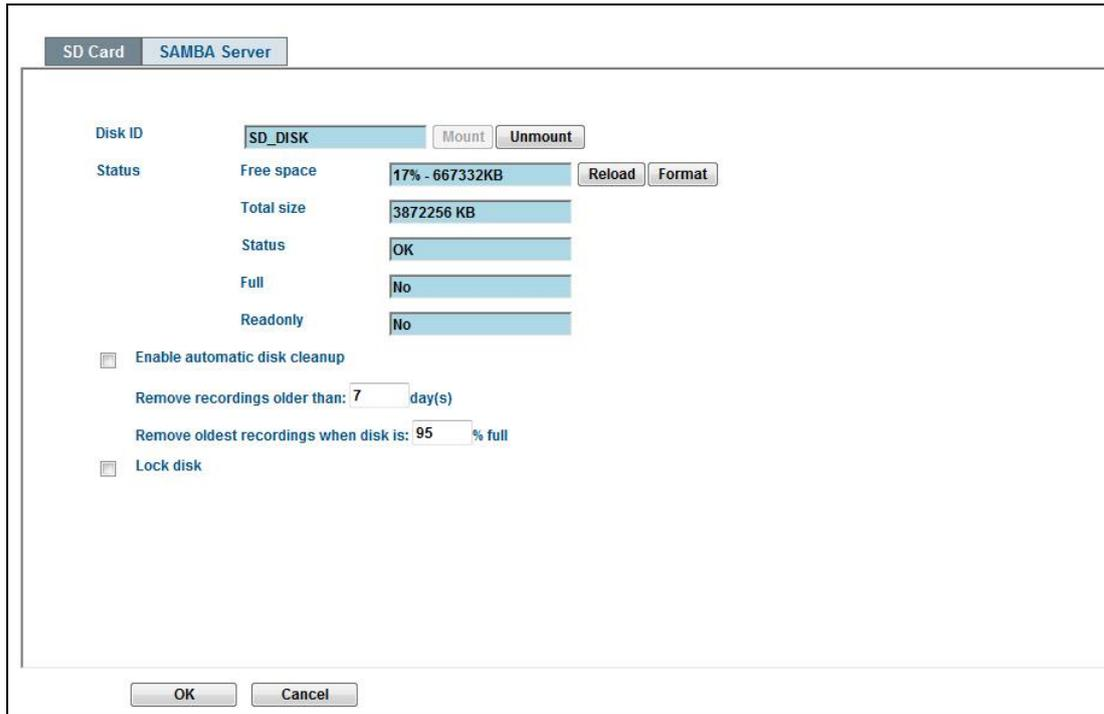 SD Card SAMBA Server
Disk ID SD_DISK Mount Unmount
Status Free space 17% - 667332KB Reload Format
Total size 3872256 KB
Status OK
Full No
Readonly No
Enable automatic disk cleanup
Remove recordings older than: 7 day(s)
Remove oldest recordings when disk is: 95 % full
Lock disk
OK Cancel